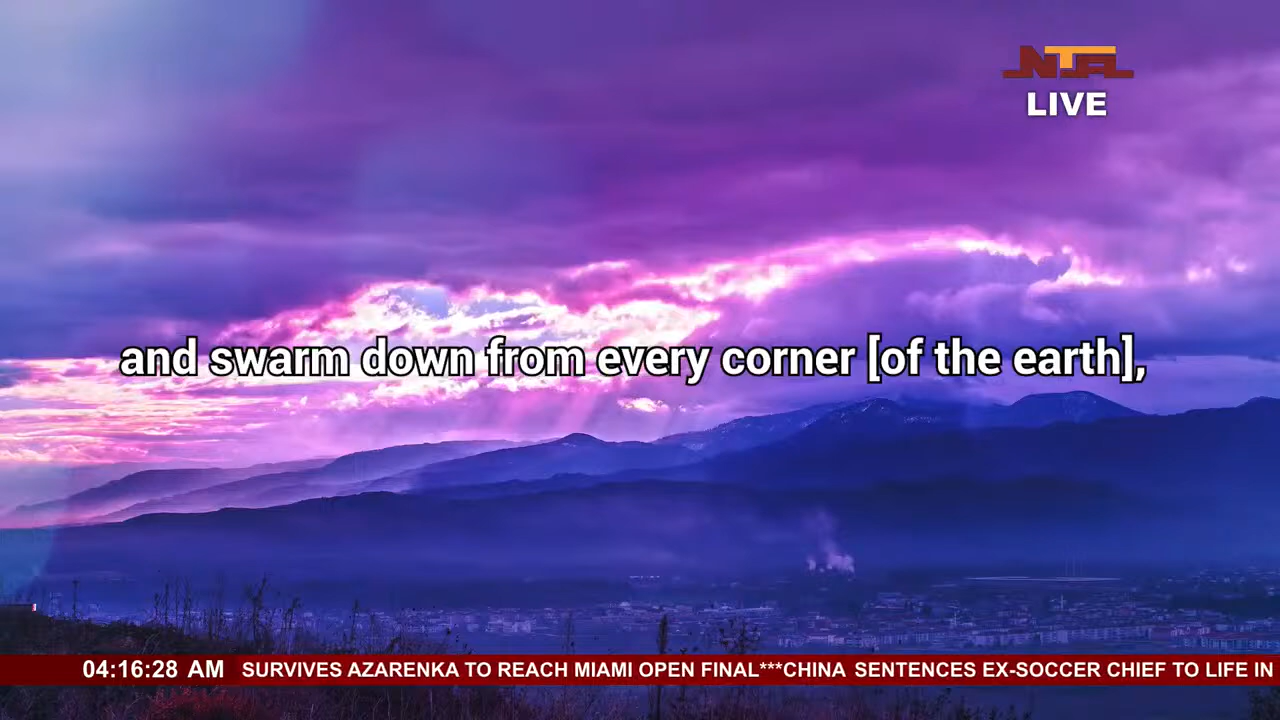 NTA
LIVE
and swarm down from every corner [of the earth],
04:16:28 AM SURVIVES AZARENKA TO REACH MIAMI OPEN FINAL***CHINA SENTENCES EX-SOCCER CHIEF TO LIFE IN